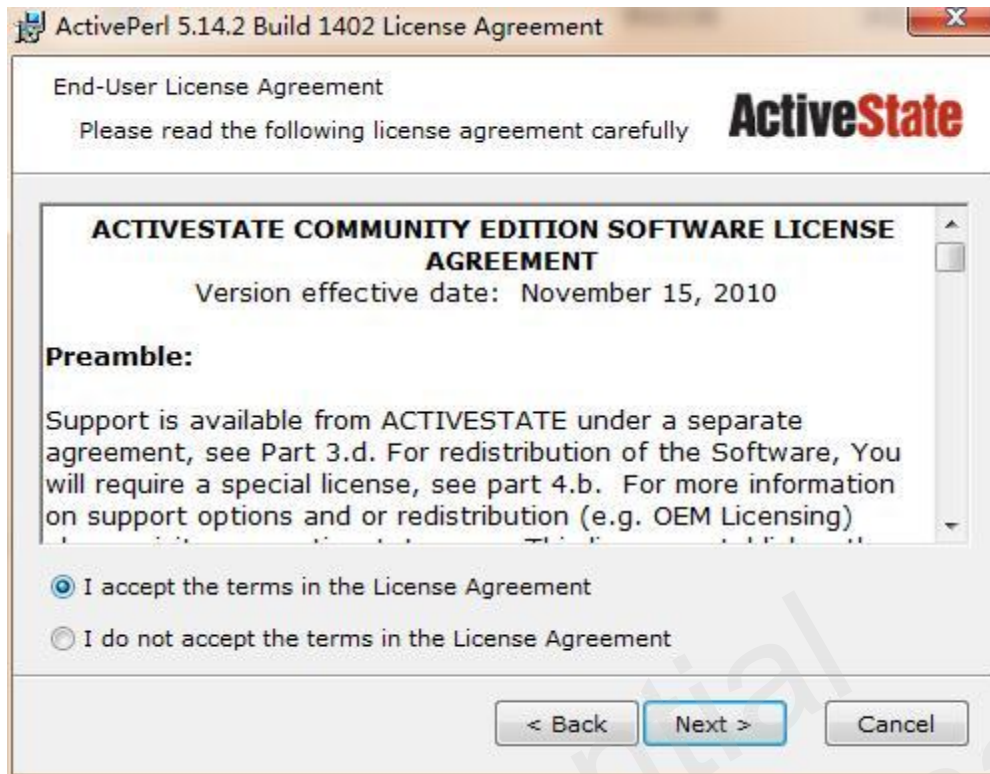 ActivePerl 5.14.2 Build 1402 License Agreement
End-User License Agreement
Please read the following license agreement carefully
ActiveState
ACTIVESTATE COMMUNITY EDITION SOFTWARE LICENSE
AGREEMENT
Version effective date: November 15, 2010
Preamble:
Support is available from ACTIVESTATE under a separate
agreement, see Part 3.d. For redistribution of the Software, You
will require a special license, see part 4.b. For more information
on support options and or redistribution (e.g. OEM Licensing)
I accept the terms in the License Agreement
I do not accept the terms in the License Agreement
< Back
Next >
Cancel